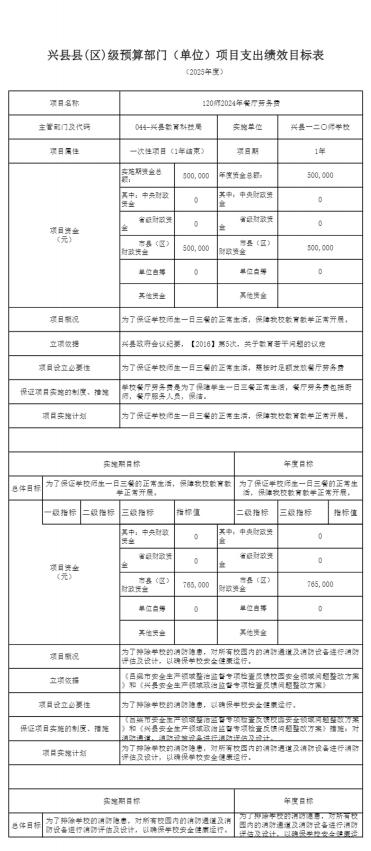 兴县县(区)级预算部门（单位）项目支出绩效目标表
（2025年度）
项目名称 120师2024年餐厅劳务费
主管部门及代码 044-兴县教育科技局 实施单位 兴县一二〇师学校
项目属性 一次性项目（1年结束） 项目期 1年
项目资金
（元）
实施期资金总额： 500,000 年度资金总额： 500,000
其中：中央财政资金 0 其中：中央财政资金 0
省级财政资金 0 省级财政资金 0
市县（区）财政资金 500,000 市县（区）财政资金 500,000
单位自筹 0 单位自筹 0
其他资金 其他资金
项目概况 为了保证学校师生一日三餐的正常生活，保障我校教育教学正常开展。
立项依据 兴县政府会议纪要，【2016】第5次，关于教育若干问题的议定
项目设立必要性 为了保证学校师生一日三餐的正常生活，需按时足额发放餐厅劳务费
保证项目实施的制度、措施 学校餐厅劳务费是为了保障学生一日三餐正常生活，餐厅劳务费包括厨师，餐厅服务人员，保洁。
项目实施计划 为了保证学校师生一日三餐的正常生活，保障我校教育教学正常开展。
实施期目标 年度目标
总体目标 为了保证学校师生一日三餐的正常生活，保障我校教育教学正常开展。 为了保证学校师生一日三餐的正常生活，保障我校教育教学正常开展。
一级指标 二级指标 三级指标 指标值 二级指标 三级指标 指标值
项目资金
（元）
其中：中央财政资金 0 其中：中央财政资金 0
省级财政资金 0 省级财政资金 0
市县（区）财政资金 765,000 市县（区）财政资金 765,000
单位自筹 0 单位自筹 0
其他资金 其他资金
项目概况 为了排除学校的消防隐患，对所有校园内的消防通道及消防设备进行消防评估及设计，以确保学校安全健康运行。
立项依据 《吕梁市安全生产领域整治监督专项检查反馈校园安全领域问题整改方案》和《兴县安全生产领域政治监督专项检查反馈问题整改方案》
项目设立必要性 为了排除学校的消防隐患，以确保学校安全健康运行。
保证项目实施的制度、措施 《吕梁市安全生产领域整治监督专项检查反馈校园安全领域问题整改方案》和《兴县安全生产领域政治监督专项检查反馈问题整改方案》措施：对消防通道、消防设施设备进行消防评估及设计。
项目实施计划 为了排除学校的消防隐患，对所有校园内的消防通道及消防设备进行消防评估及设计，以确保学校安全健康运行。
实施期目标 年度目标
总体目标 为了排除学校的消防隐患，对所有校园内的消防通道及消防设备进行消防评估及设计，以确保学校安全健康运行。 为了排除学校的消防隐患，对所有校园内的消防通道及消防设备进行消防评估及设计，以确保学校安全健康运